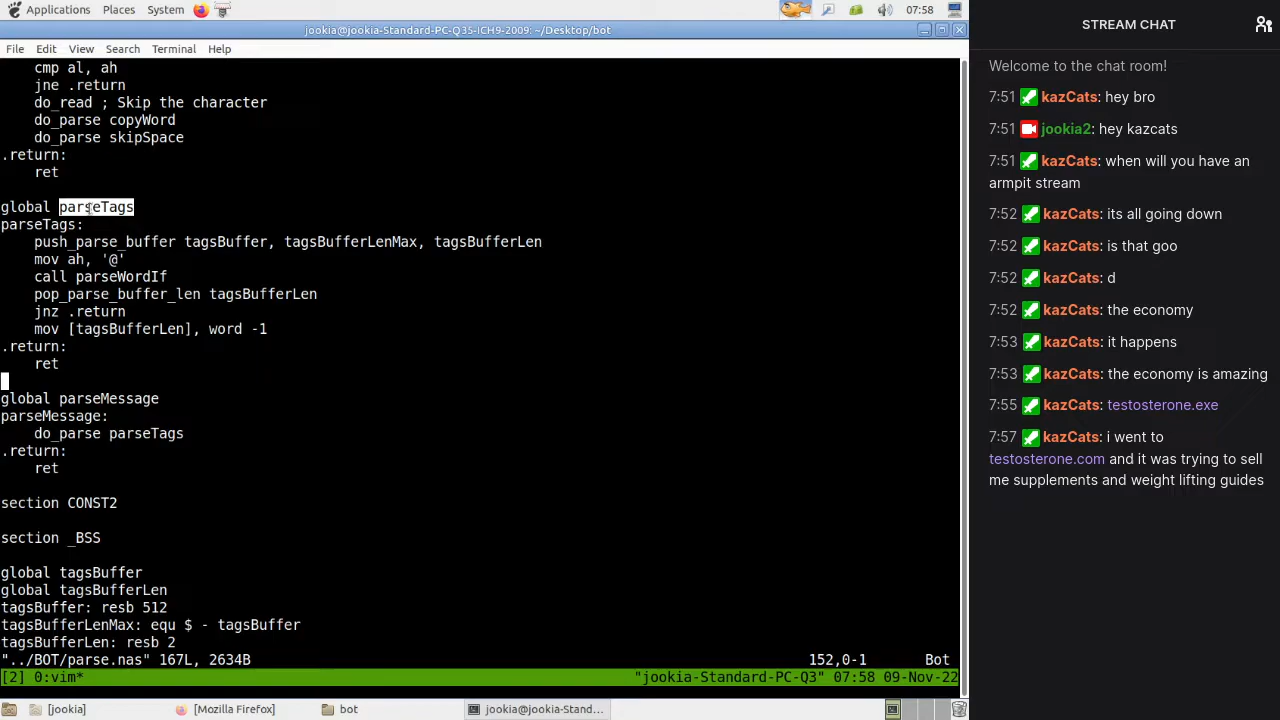 Applications Places System 07:58
jookia@jookia-Standard-PC-Q35-ICH9-2009: ~/Desktop/bot
File Edit View Search Terminal Help
cmp al, ah
jne .return
do_read ; Skip the character
do_parse copyWord
do_parse skipSpace
.return:
ret
global parseTags
parseTags:
push_parse_buffer tagsBuffer, tagsBufferLenMax, tagsBufferLen
mov ah, '@'
call parseWordIf
pop_parse_buffer_len tagsBufferLen
jnz .return
mov [tagsBufferLen], word -1
.return:
ret
global parseMessage
parseMessage:
do_parse parseTags
.return:
ret
section CONST2
section _BSS
global tagsBuffer
global tagsBufferLen
tagsBuffer: resb 512
tagsBufferLenMax: equ $ - tagsBuffer
tagsBufferLen: resb 2
"../BOT/parse.nas" 167L, 2634B 152,0-1 Bot
[2] 0:vim* "jookia-Standard-PC-Q3" 07:58 09-Nov-22
[jookia] [Mozilla Firefox] bot jookia@jookia-Stand...
STREAM CHAT
Welcome to the chat room!
7:51 kazCats: hey bro
7:51 jookia2: hey kazcats
7:51 kazCats: when will you have an
armpit stream
7:52 kazCats: its all going down
7:52 kazCats: is that goo
7:52 kazCats: d
7:52 kazCats: the economy
7:53 kazCats: it happens
7:53 kazCats: the economy is amazing
7:55 kazCats: testosterone.exe
7:57 kazCats: i went to
testosterone.com and it was trying to sell
me supplements and weight lifting guides